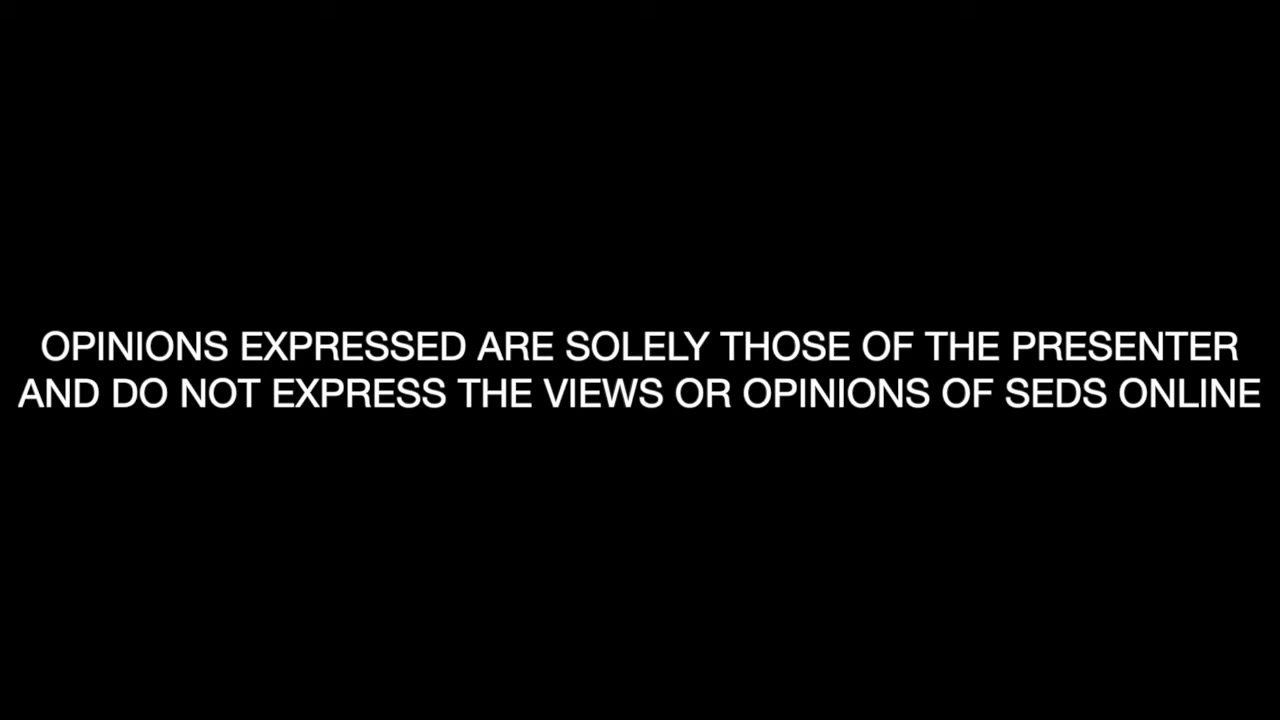 OPINIONS EXPRESSED ARE SOLELY THOSE OF THE PRESENTER
AND DO NOT EXPRESS THE VIEWS OR OPINIONS OF SEDS ONLINE